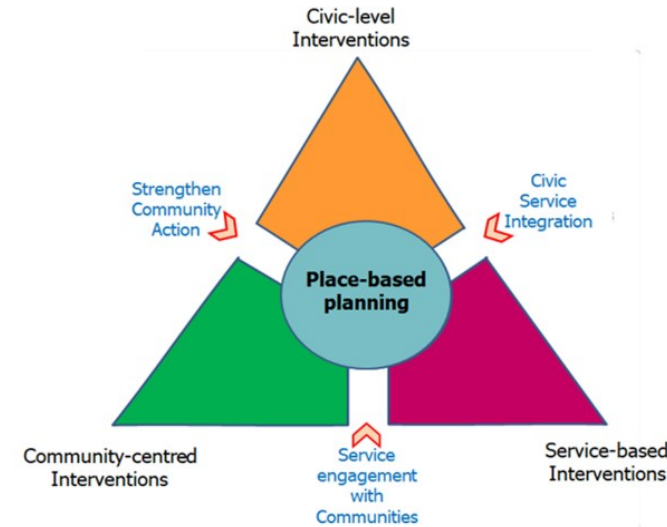 Civic-level
Interventions
Strengthen
Community
Action
Civic
Service
Integration
Place-based
planning
Community-centred
Interventions
Service
engagement
with
Communities
Service-based
Interventions